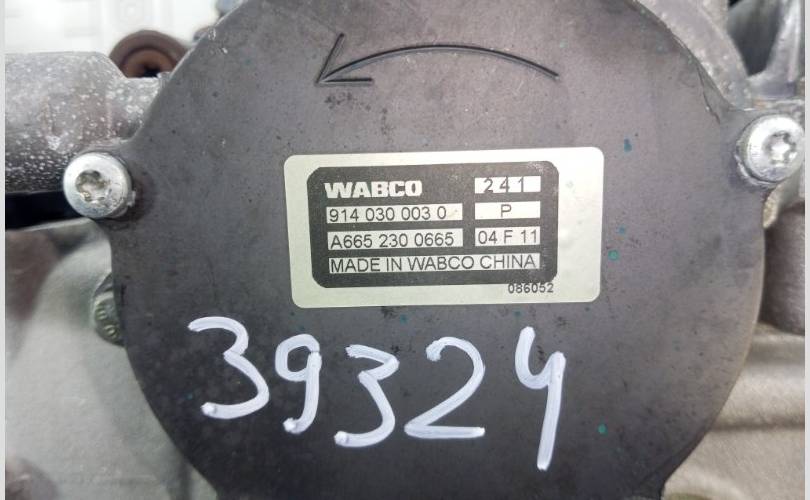 WABCO 241
914 030 003 0 P
A665 230 0665 04 F 11
MADE IN WABCO CHINA
086052
39324